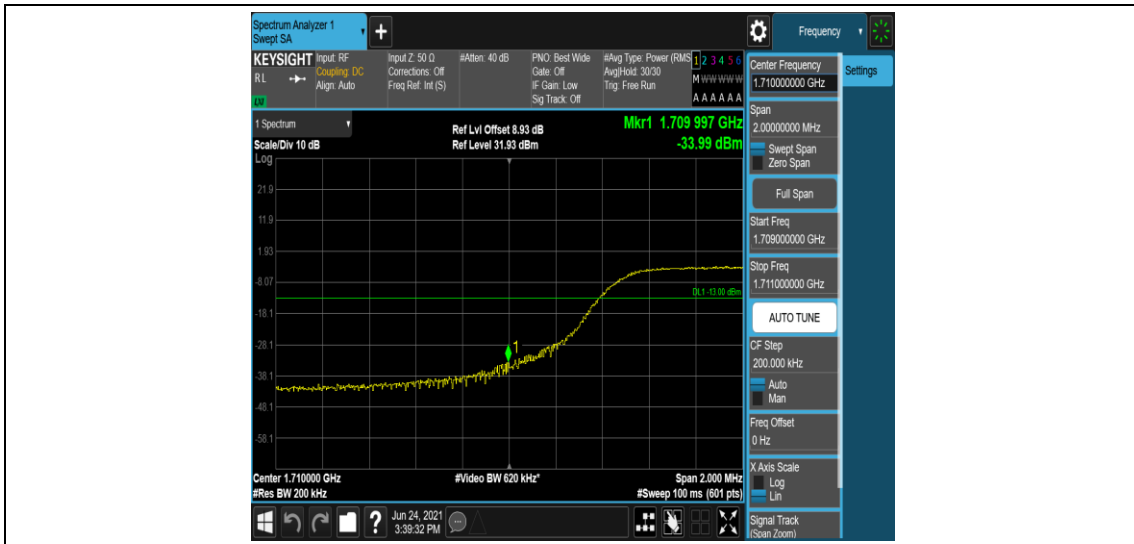 Spectrum Analyzer 1
Swept SA
+
Frequency
KEYSIGHT
RL
LXI
Input: RF
Coupling: DC
Align: Auto
Input Z: 50 Ω
Corrections: Off
Freq Ref: Int (S)
#Atten: 40 dB
PNO: Best Wide
Gate: Off
IF Gain: Low
Sig Track: Off
#Avg Type: Power (RMS
Avg|Hold: 30/30
Trig: Free Run
1 2 3 4 5 6
M W W W W W
A A A A A A
Center Frequency
1.710000000 GHz
Settings
Span
2.00000000 MHz
Swept Span
Zero Span
Full Span
Start Freq
1.709000000 GHz
Stop Freq
1.711000000 GHz
AUTO TUNE
CF Step
200.000 kHz
Auto
Man
Freq Offset
0 Hz
X Axis Scale
Log
Lin
Signal Track
(Span Zoom)
1 Spectrum
Scale/Div 10 dB
Log
Ref Lvl Offset 8.93 dB
Ref Level 31.93 dBm
Mkr1 1.709 997 GHz
-33.99 dBm
21.9
11.9
1.93
-8.07
DL1 -13.00 dBm
-18.1
-28.1
1
-38.1
-48.1
-58.1
Center 1.710000 GHz
#Video BW 620 kHz*
Span 2.000 MHz
#Res BW 200 kHz
#Sweep 100 ms (601 pts)
?
Jun 24, 2021
3:39:32 PM